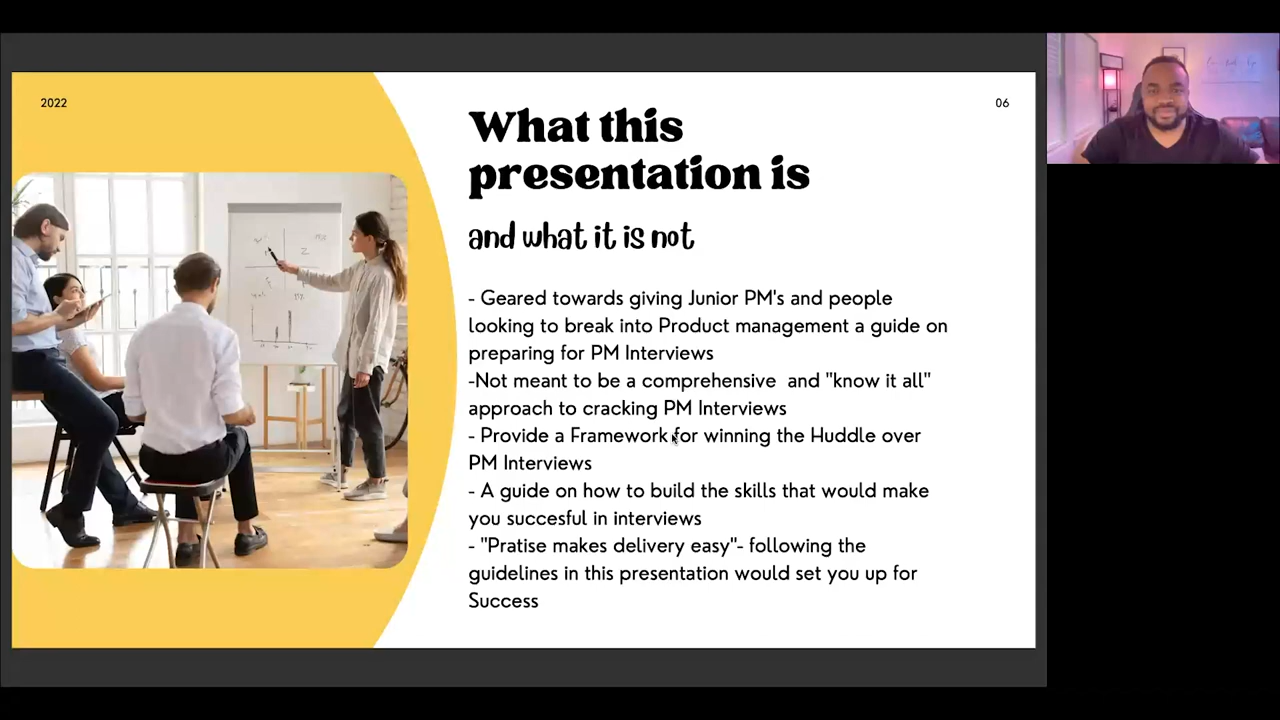 2022
06
What this
presentation is
and what it is not
- Geared towards giving Junior PM's and people
looking to break into Product management a guide on
preparing for PM Interviews
-Not meant to be a comprehensive and "know it all"
approach to cracking PM Interviews
- Provide a Framework for winning the Huddle over
PM Interviews
- A guide on how to build the skills that would make
you succesful in interviews
- "Pratise makes delivery easy"- following the
guidelines in this presentation would set you up for
Success